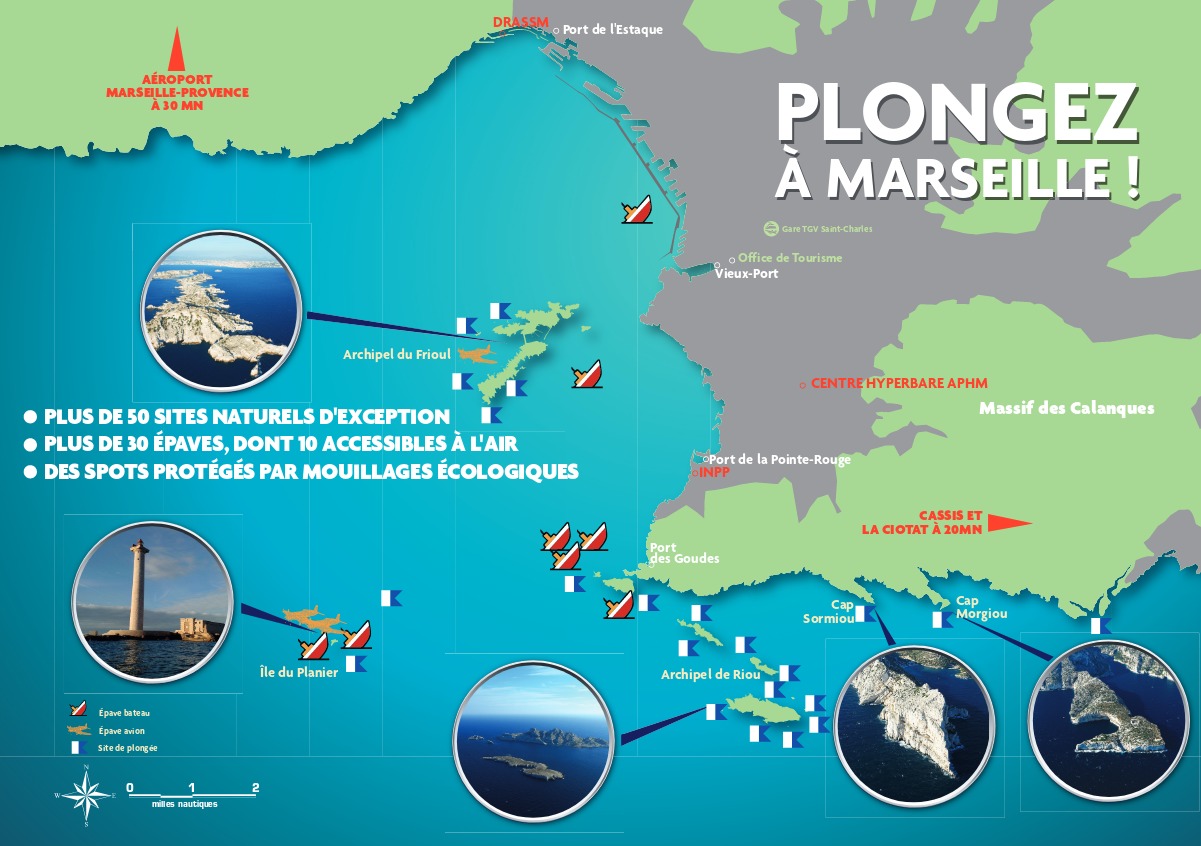 DRASSM
Port de l'Estaque
AÉROPORT
MARSEILLE-PROVENCE
À 30 MN
PLONGEZ
À MARSEILLE !
Gare TGV Saint-Charles
Office de Tourisme
Vieux-Port
Archipel du Frioul
CENTRE HYPERBARE APHM
Massif des Calanques
PLUS DE 50 SITES NATURELS D'EXCEPTION
PLUS DE 30 ÉPAVES, DONT 10 ACCESSIBLES À L'AIR
DES SPOTS PROTÉGÉS PAR MOUILLAGES ÉCOLOGIQUES
Port de la Pointe-Rouge
INPP
CASSIS ET
LA CIOTAT À 20MN
Port
des Goudes
Cap
Sormiou
Cap
Morgiou
Île du Planier
Archipel de Riou
Épave bateau
Épave avion
Site de plongée
N
W
E
S
0 1 2
milles nautiques